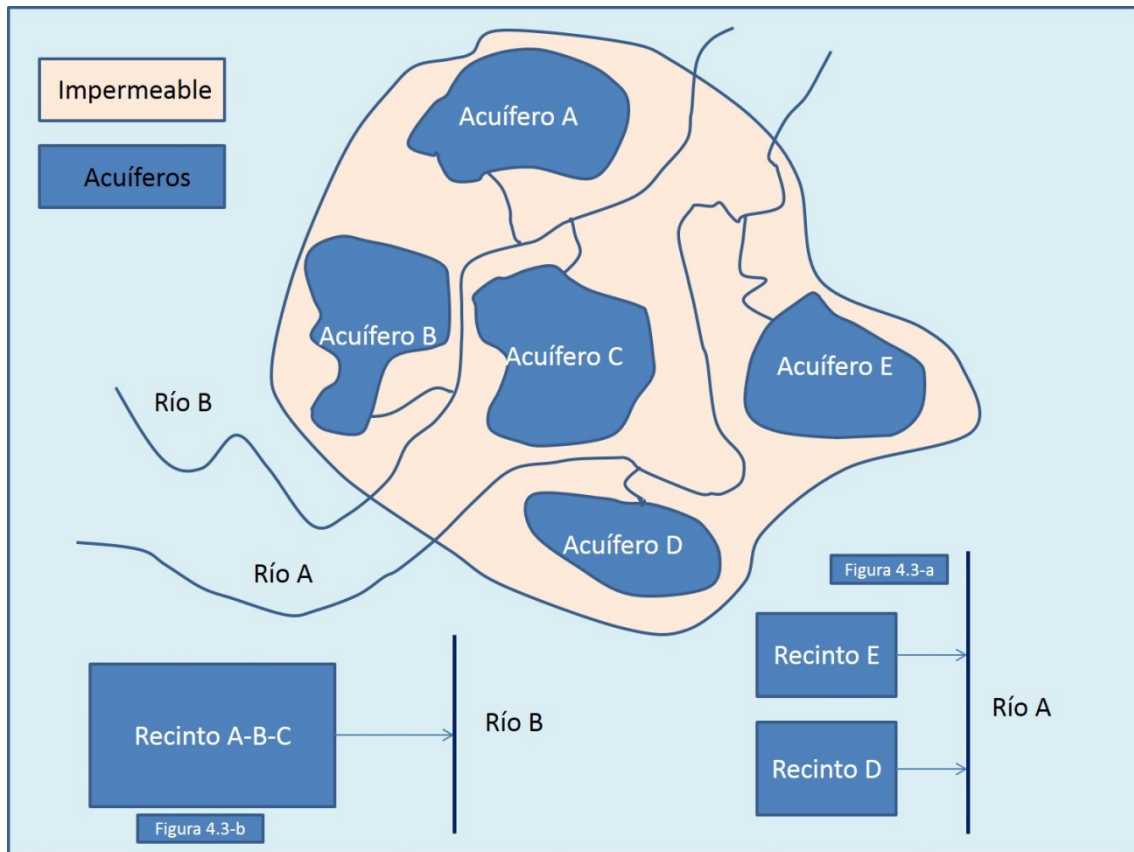 Impermeable
Acuíferos
Acuífero A
Acuífero B
Acuífero C
Acuífero E
Río B
Acuífero D
Río A
Figura 4.3-a
Recinto E
Recinto D
Río A
Recinto A-B-C
Río B
Figura 4.3-b